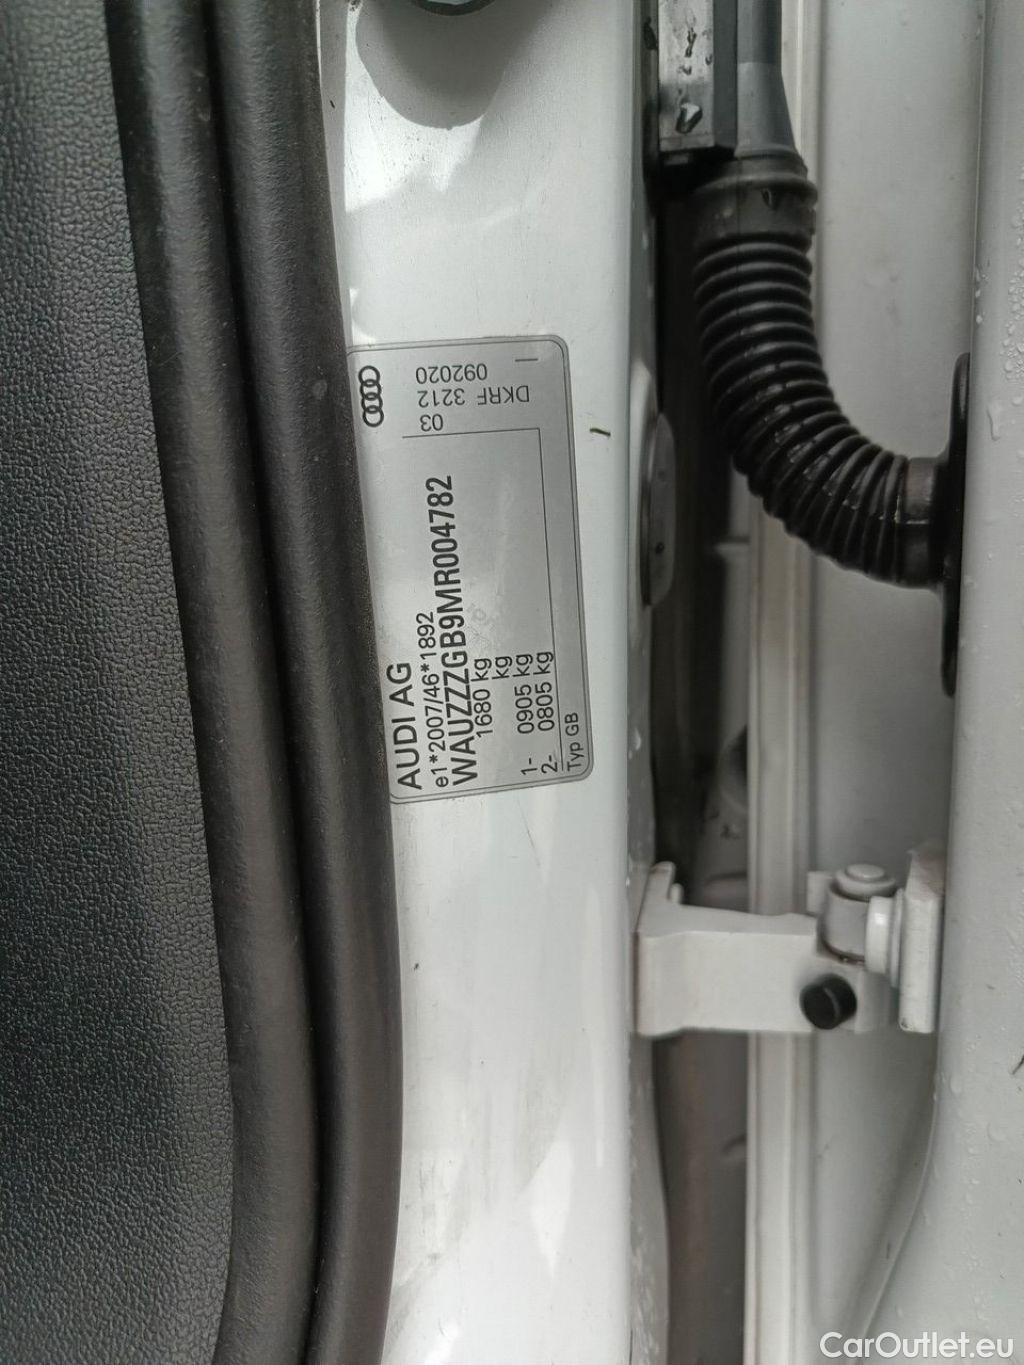 AUDI AG
e1*2007/46*1892
WAUZZZGB9MR004782
1680 kg
kg
1- 0905 kg
2- 0805 kg
Typ GB
03
3212
092020
DKRF
CarOutlet.eu